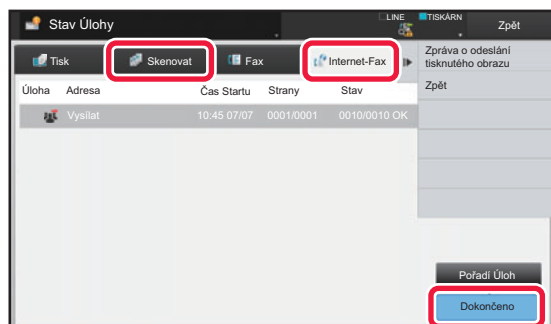 Stav Úlohy
LINE
TISKÁRN
Zpět
Tisk
Skenovat
Fax
Internet-Fax
Zpráva o odeslání
tisknutého obrazu
Zpět
Úloha Adresa Čas Startu Strany Stav
Vysílat 10:45 07/07 0001/0001 0010/0010 OK
Pořadí Úloh
Dokončeno